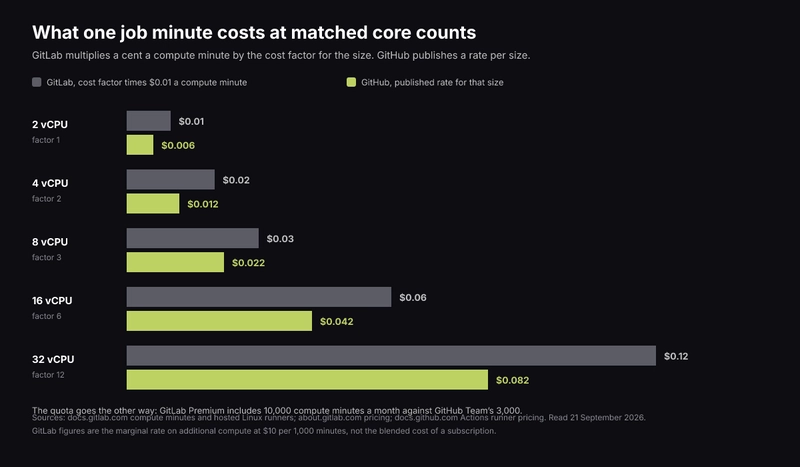 What one job minute costs at matched core counts
GitLab multiplies a cent a compute minute by the cost factor for the size. GitHub publishes a rate per size.
GitLab, cost factor times $0.01 a compute minute
GitHub, published rate for that size
2 vCPU
factor 1
$0.01
$0.006
4 vCPU
factor 2
$0.02
$0.012
8 vCPU
factor 3
$0.03
$0.022
16 vCPU
factor 6
$0.06
$0.042
32 vCPU
factor 12
$0.12
$0.082
The quota goes the other way: GitLab Premium includes 10,000 compute minutes a month against GitHub Team's 3,000.
Sources: docs.gitlab.com compute minutes and hosted Linux runners; about.gitlab.com pricing; docs.github.com Actions runner pricing. Read 21 September 2026.
GitLab figures are the marginal rate on additional compute at $10 per 1,000 minutes, not the blended cost of a subscription.